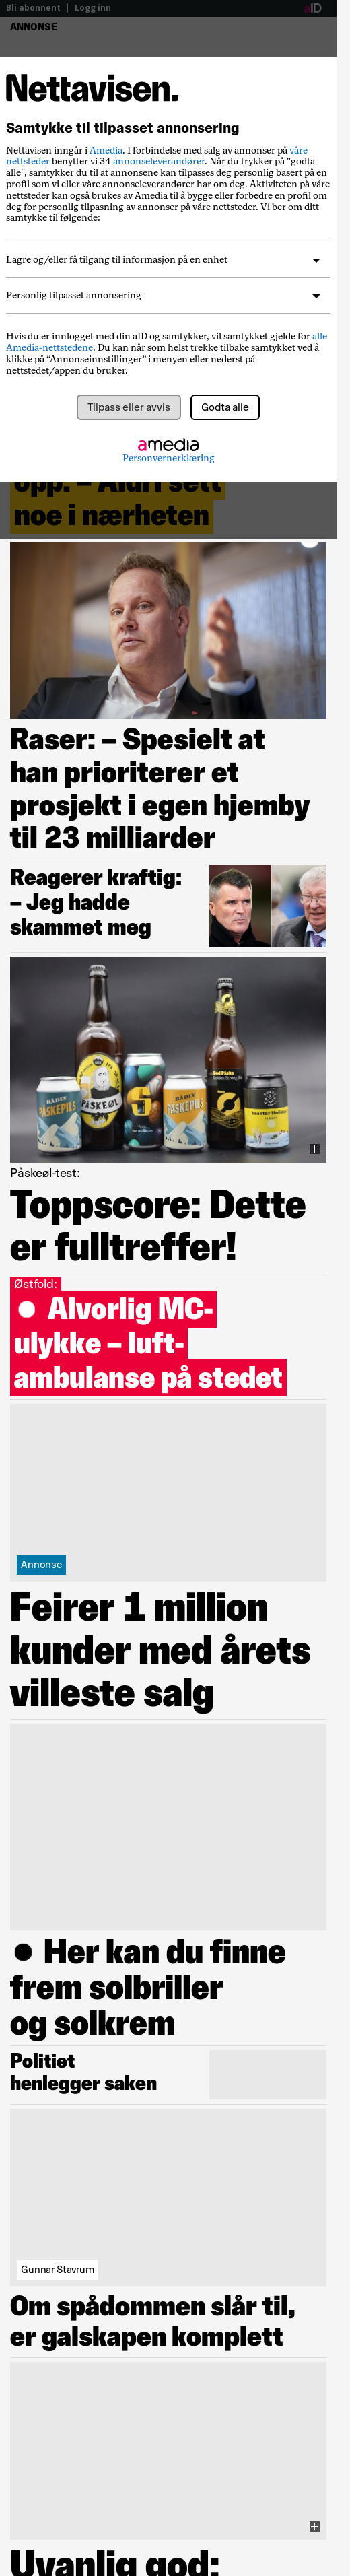 Bli abonnent | Logg inn
aID
ANNONSE
Nettavisen.
Samtykke til tilpasset annonsering
Nettavisen inngår i Amedia. I forbindelse med salg av annonser på våre
nettsteder benytter vi 34 annonseleverandører. Når du trykker på "godta
alle", samtykker du til at annonsene kan tilpasses deg personlig basert på en
profil som vi eller våre annonseleverandører har om deg. Aktiviteten på våre
nettsteder kan også brukes av Amedia til å bygge eller forbedre en profil om
deg for personlig tilpasning av annonser på våre nettsteder. Vi ber om ditt
samtykke til følgende:
Lagre og/eller få tilgang til informasjon på en enhet
Personlig tilpasset annonsering
Hvis du er innlogget med din aID og samtykker, vil samtykket gjelde for alle
Amedia-nettstedene. Du kan når som helst trekke tilbake samtykket ved å
klikke på “Annonseinnstillinger” i menyen eller nederst på
nettstedet/appen du bruker.
Tilpass eller avvis
Godta alle
amedia
Personvernerklæring
opp: – Aldri sett
noe i nærheten
Raser: – Spesielt at
han prioriterer et
prosjekt i egen hjemby
til 23 milliarder
Reagerer kraftig:
– Jeg hadde
skammet meg
PÅSKEØL
Påskeøl-test:
Toppscore: Dette
er fulltreffer!
Østfold:
● Alvorlig MC-
ulykke – luft-
ambulanse på stedet
Annonse
Feirer 1 million
kunder med årets
villeste salg
● Her kan du finne
frem solbriller
og solkrem
Politiet
henlegger saken
Gunnar Stavrum
Om spådommen slår til,
er galskapen komplett
Uvanlig god: